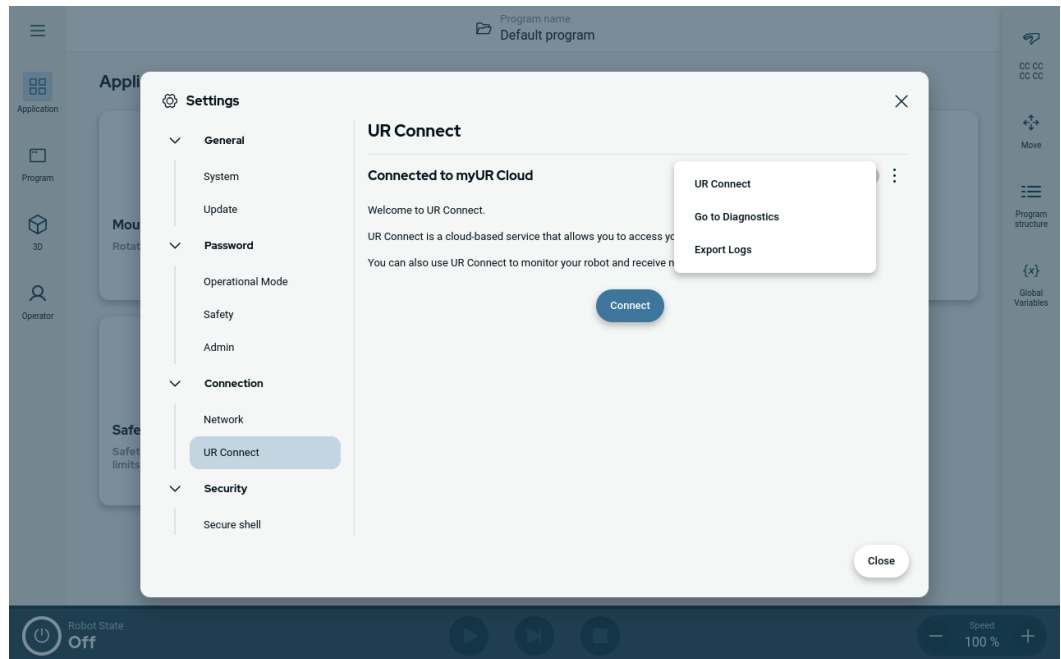 Program name
Default program
Application
Program
3D
Operator
Appli
Mou
Rotat
Safe
Safet
limits
Settings
General
System
Update
Password
Operational Mode
Safety
Admin
Connection
Network
UR Connect
Security
Secure shell
UR Connect
Connected to myUR Cloud
Welcome to UR Connect.
UR Connect is a cloud-based service that allows you to access yo
You can also use UR Connect to monitor your robot and receive n
UR Connect
Go to Diagnostics
Export Logs
Connect
Close
CC CC
CC CC
Move
Program
structure
{x}
Global
Variables
Robot State
Off
Speed
100 %